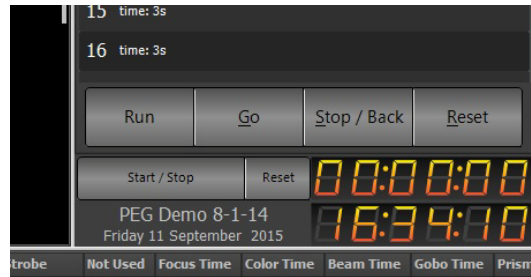 15 time: 3s
16 time: 3s
Run Go Stop / Back Reset
Start / Stop Reset 00:00:00
PEG Demo 8-1-14
Friday 11 September 2015 16:34:10
Strobe Not Used Focus Time Color Time Beam Time Gobo Time